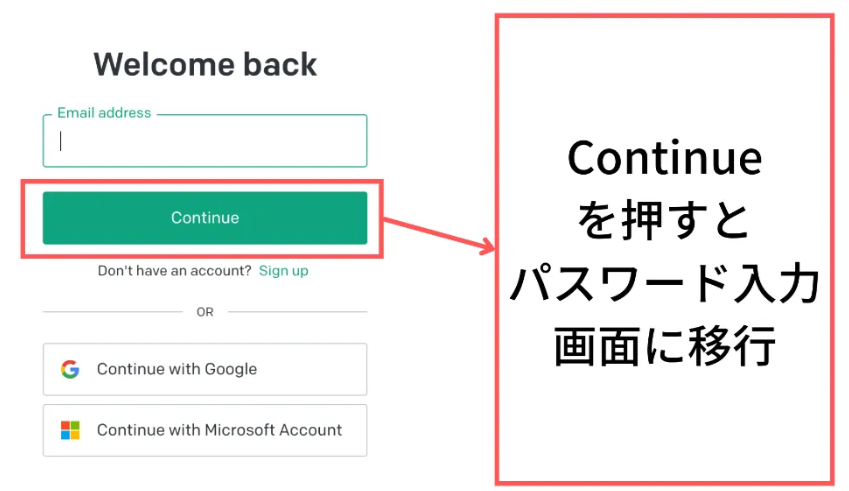 Welcome back
Email address
Continue
Don't have an account? Sign up
OR
Continue with Google
Continue with Microsoft Account
Continue
を押すと
パスワード入力
画面に移行